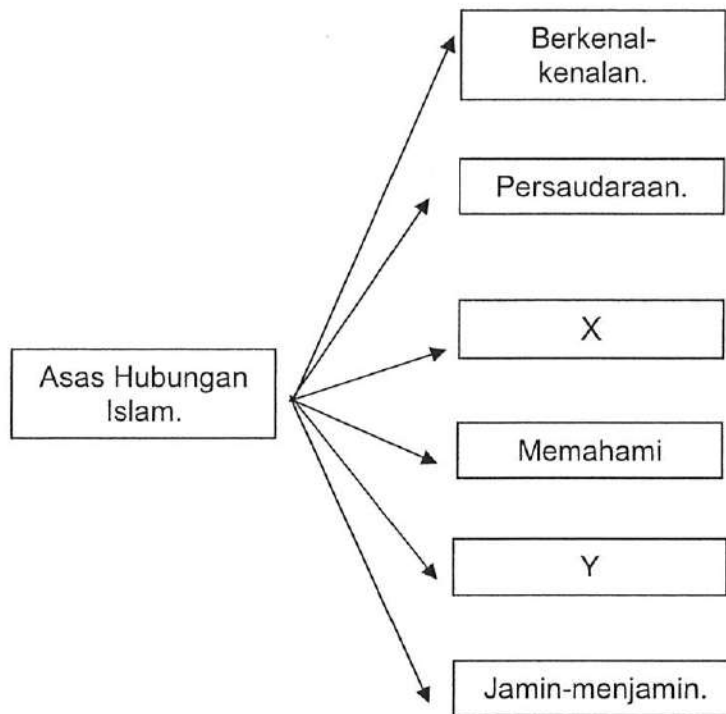 Berkenal-
kenalan.
Persaudaraan.
X
Asas Hubungan
Islam.
Memahami
Y
Jamin-menjamin.